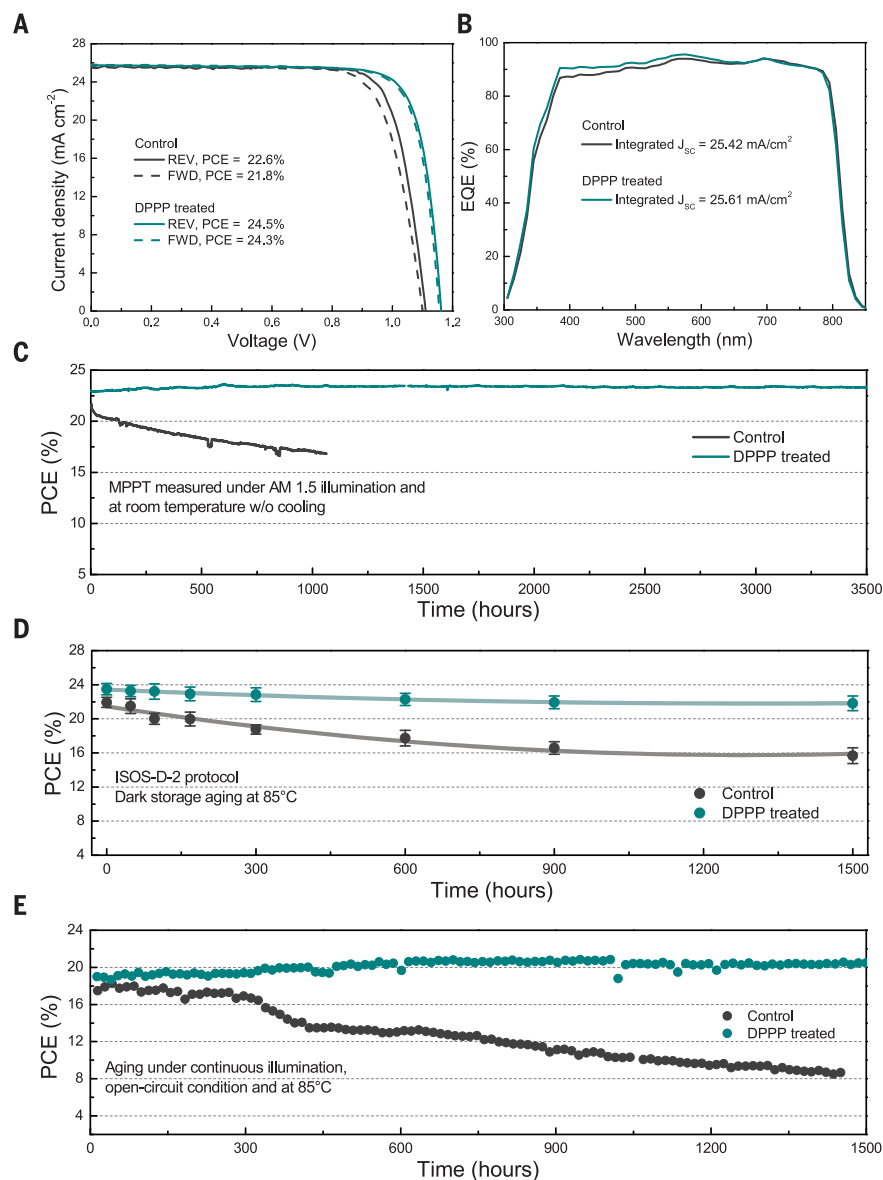 A
Current density (mA cm-2)
28
24
20
16
12
8
4
0
Control
REV, PCE = 22.6%
FWD, PCE = 21.8%
DPPP treated
REV, PCE = 24.5%
FWD, PCE = 24.3%
0.0 0.2 0.4 0.6 0.8 1.0 1.2
Voltage (V)
B
EQE (%)
100
80
60
40
20
0
Control
Integrated JSC = 25.42 mA/cm2
DPPP treated
Integrated JSC = 25.61 mA/cm2
300 400 500 600 700 800
Wavelength (nm)
C
PCE (%)
25
23
20
18
15
13
10
8
5
Control
DPPP treated
MPPT measured under AM 1.5 illumination and
at room temperature w/o cooling
0 500 1000 1500 2000 2500 3000 3500
Time (hours)
D
PCE (%)
28
24
20
16
12
8
4
ISOS-D-2 protocol
Dark storage aging at 85°C
Control
DPPP treated
0 300 600 900 1200 1500
Time (hours)
E
PCE (%)
24
20
16
12
8
4
Control
DPPP treated
Aging under continuous illumination,
open-circuit condition and at 85°C
0 300 600 900 1200 1500
Time (hours)